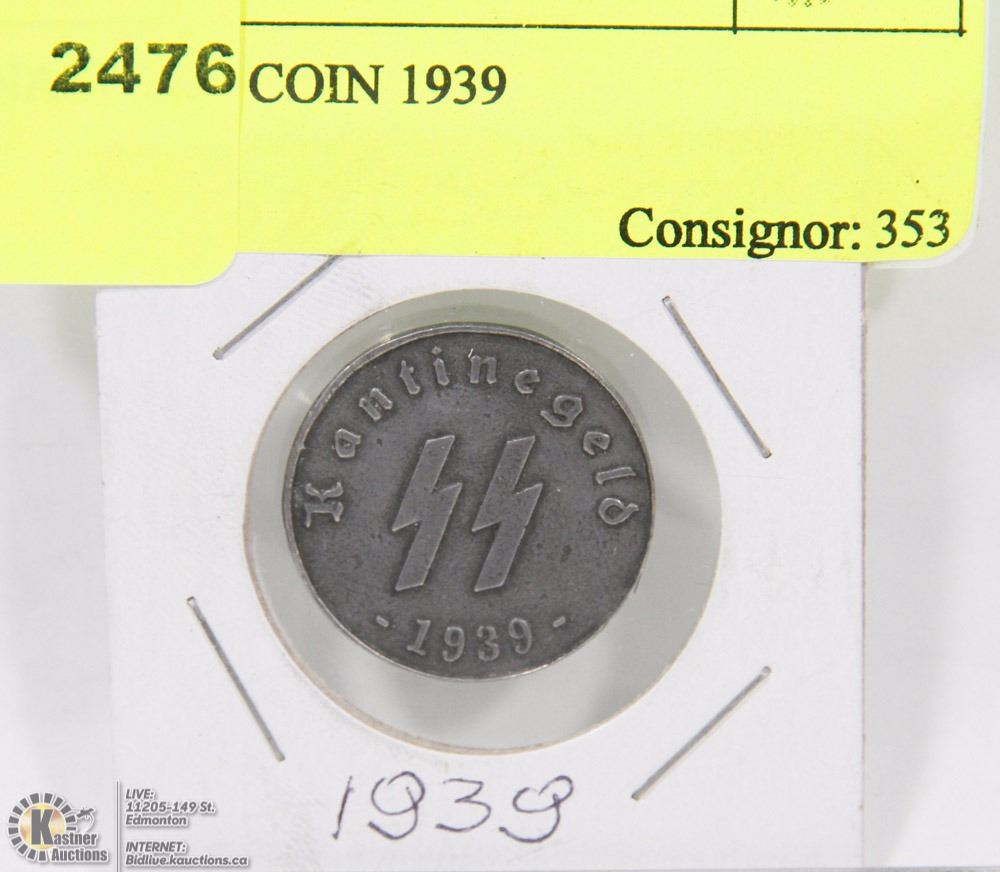 2476 COIN 1939
Consignor: 353
Kantinegeld
SS
- 1939 -
1939
Kastner
Auctions
LIVE:
11205-149 St.
Edmonton
INTERNET:
Bidlive.kauctions.ca